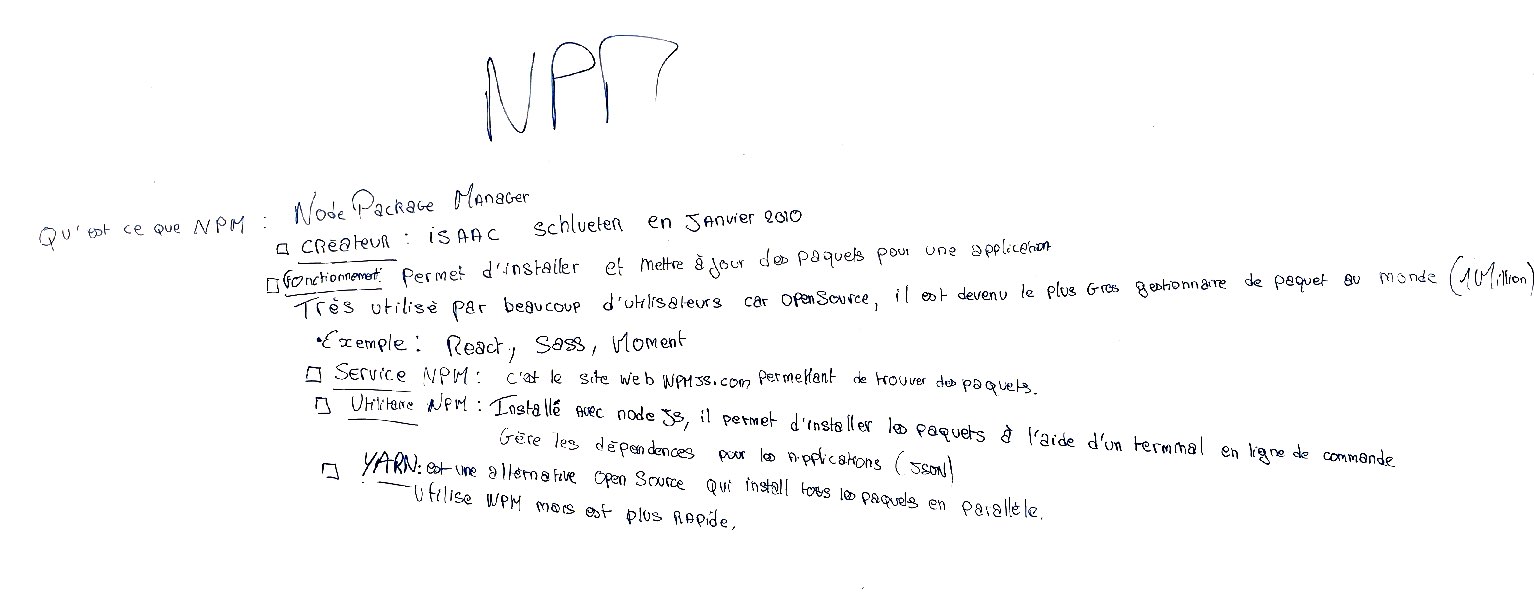 NPM
Qu'est ce que NPM : Node Package Manager
□ Créateur : isaac schlueter en Janvier 2010
□ fonctionnement: Permet d'installer et mettre à jour des paquets pour une application
Très utilisé par beaucoup d'utilisateurs car openSource, il est devenu le plus Gros gestionnaire de paquet au monde (1 Million)
• Exemple : React, Sass, Moment
□ Service NPM : c'est le site web NPMJS.com permettant de trouver des paquets.
□ Utilitaire NPM : Installé avec node JS, il permet d'installer les paquets à l'aide d'un terminal en ligne de commande
Gère les dépendences pour les applications (JSON)
□ YARN: est une alternative open Source qui install tous les paquets en parallèle.
Utilise NPM mais est plus Rapide.